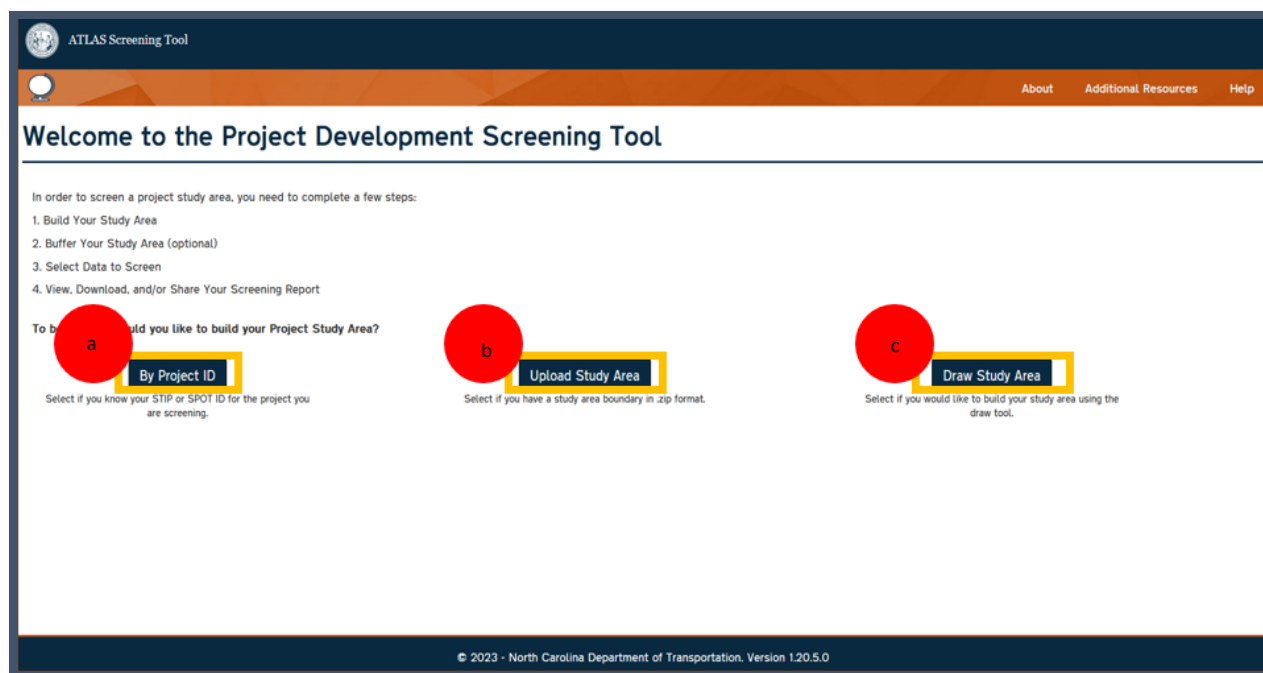 ATLAS Screening Tool
About Additional Resources Help
Welcome to the Project Development Screening Tool
In order to screen a project study area, you need to complete a few steps:
1. Build Your Study Area
2. Buffer Your Study Area (optional)
3. Select Data to Screen
4. View, Download, and/or Share Your Screening Report
To you like to build your Project Study Area?
a
b
c
By Project ID
Upload Study Area
Draw Study Area
Select if you know your STIP or SPOT ID for the project you
are screening.
Select if you have a study area boundary in .zip format.
Select if you would like to build your study area using the
draw tool.
© 2023 - North Carolina Department of Transportation. Version 1.20.5.0